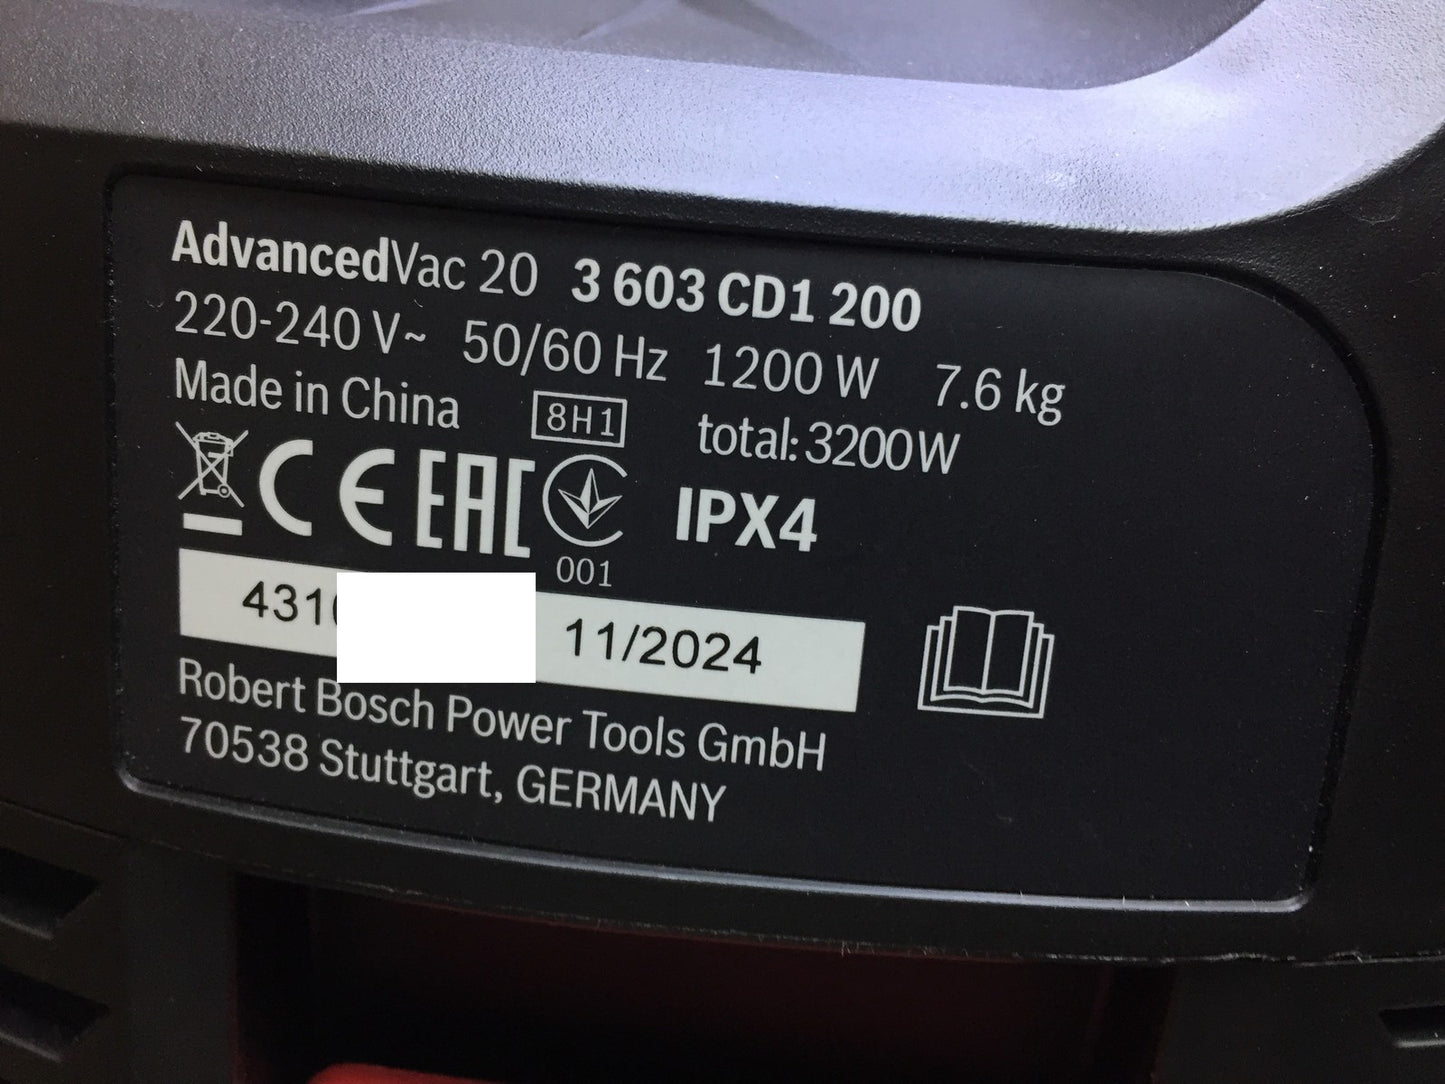 AdvancedVac 20 3 603 CD1 200
220-240 V~ 50/60 Hz 1200 W 7.6 kg
Made in China 8H1 total: 3200W
CE EAC IPX4
001
431 11/2024
Robert Bosch Power Tools GmbH
70538 Stuttgart, GERMANY